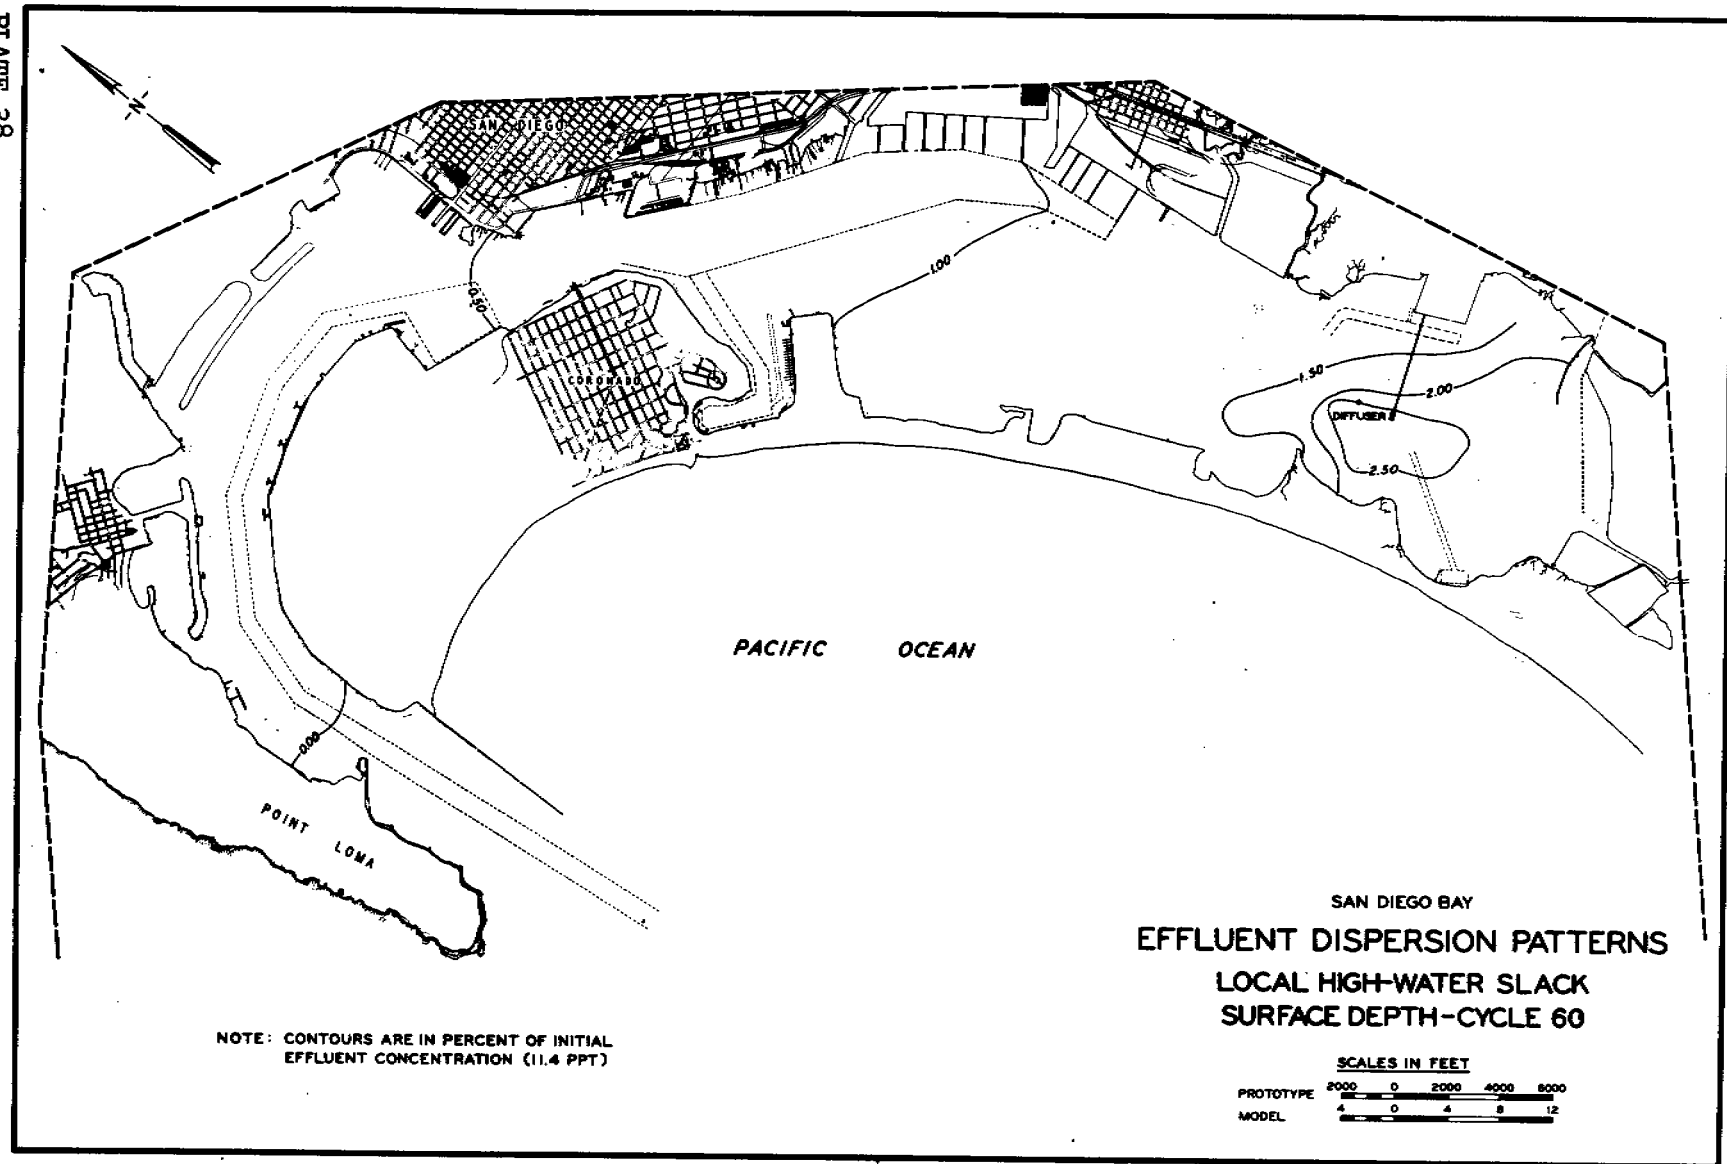 PLATE 38
N
SAN DIEGO
0.50
CORONADO
1.00
1.50
2.00
DIFFUSER
2.50
PACIFIC OCEAN
0.00
POINT LOMA
SAN DIEGO BAY
EFFLUENT DISPERSION PATTERNS
LOCAL HIGH-WATER SLACK
SURFACE DEPTH-CYCLE 60
NOTE: CONTOURS ARE IN PERCENT OF INITIAL
EFFLUENT CONCENTRATION (11.4 PPT)
SCALES IN FEET
PROTOTYPE 2000 0 2000 4000 6000
MODEL 4 0 4 8 12